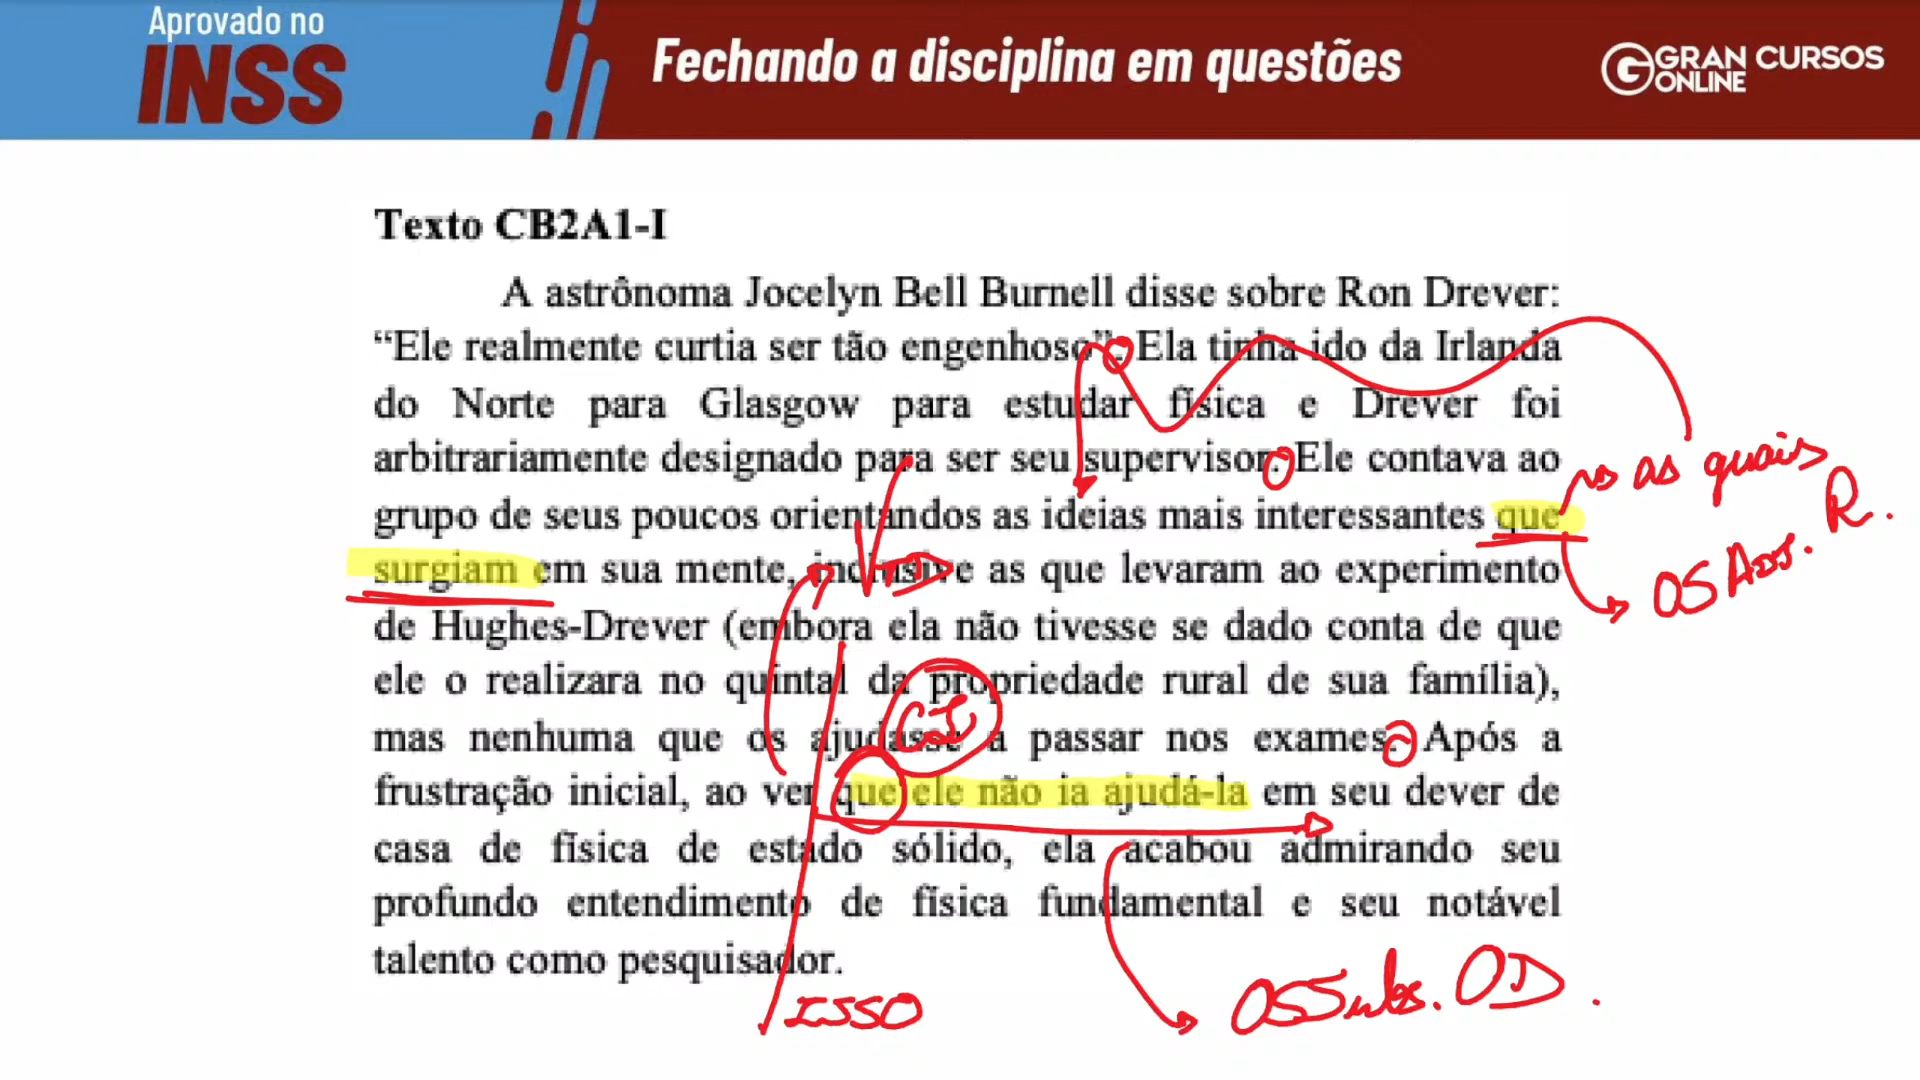 Aprovado no
INSS
Fechando a disciplina em questões
GRAN CURSOS
ONLINE
Texto CB2A1-I
A astrônoma Jocelyn Bell Burnell disse sobre Ron Drever:
“Ele realmente curtia ser tão engenhoso”. Ela tinha ido da Irlanda
do Norte para Glasgow para estudar física e Drever foi
arbitrariamente designado para ser seu supervisor. Ele contava ao
as quais
grupo de seus poucos orientandos as ideias mais interessantes que
R.
surgiam em sua mente, inclusive as que levaram ao experimento
OS Adj.
de Hughes-Drever (embora ela não tivesse se dado conta de que
ele o realizara no quintal da propriedade rural de sua família),
CI
mas nenhuma que os ajudasse a passar nos exames. Após a
frustração inicial, ao ver que ele não ia ajudá-la em seu dever de
casa de física de estado sólido, ela acabou admirando seu
profundo entendimento de física fundamental e seu notável
talento como pesquisador.
ISSO
OSSubs. OD.